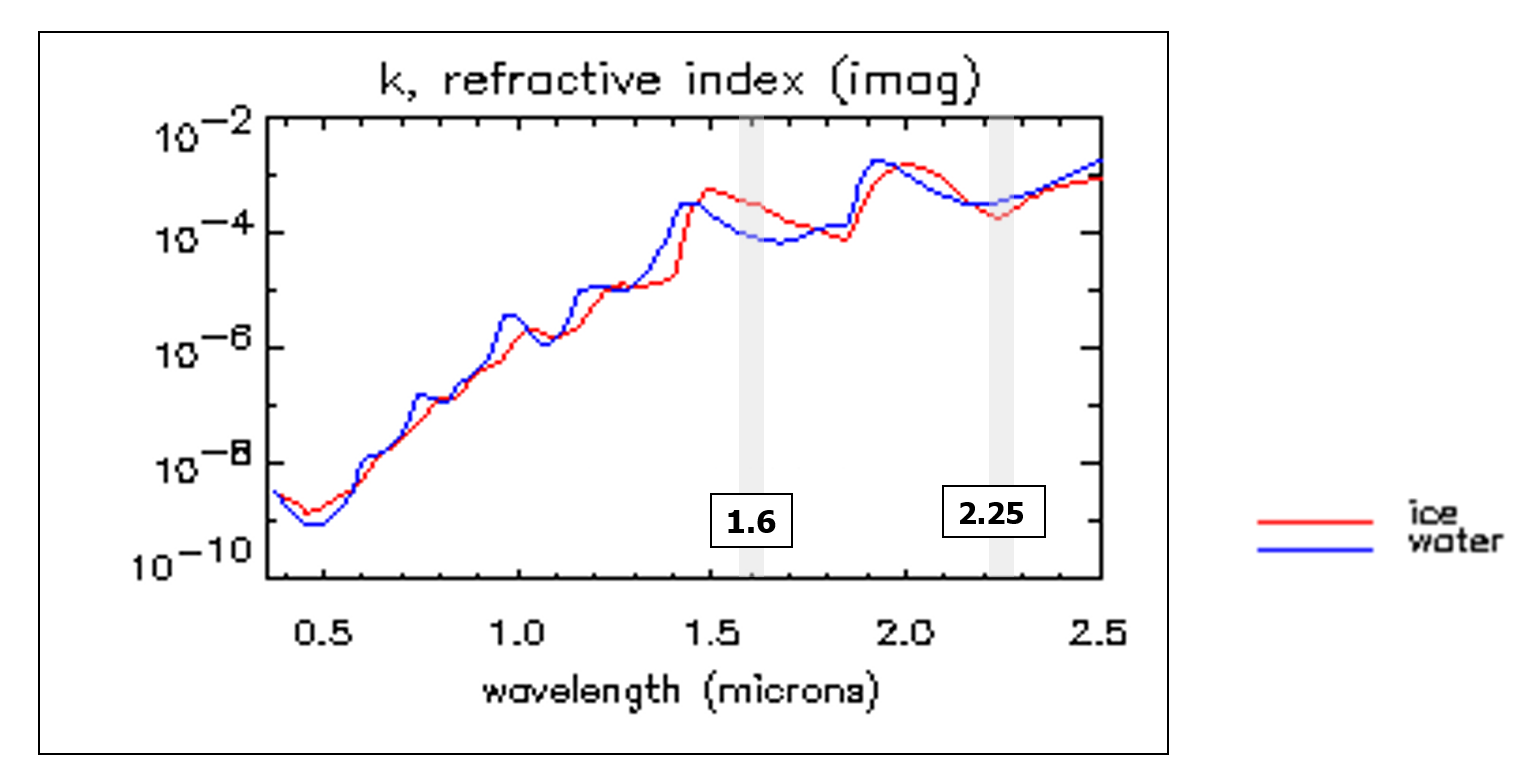 k, refractive index (imag)
10−2
10−4
10−6
10−8
10−10
1.6
2.25
0.5 1.0 1.5 2.0 2.5
wavelength (microns)
ice
water